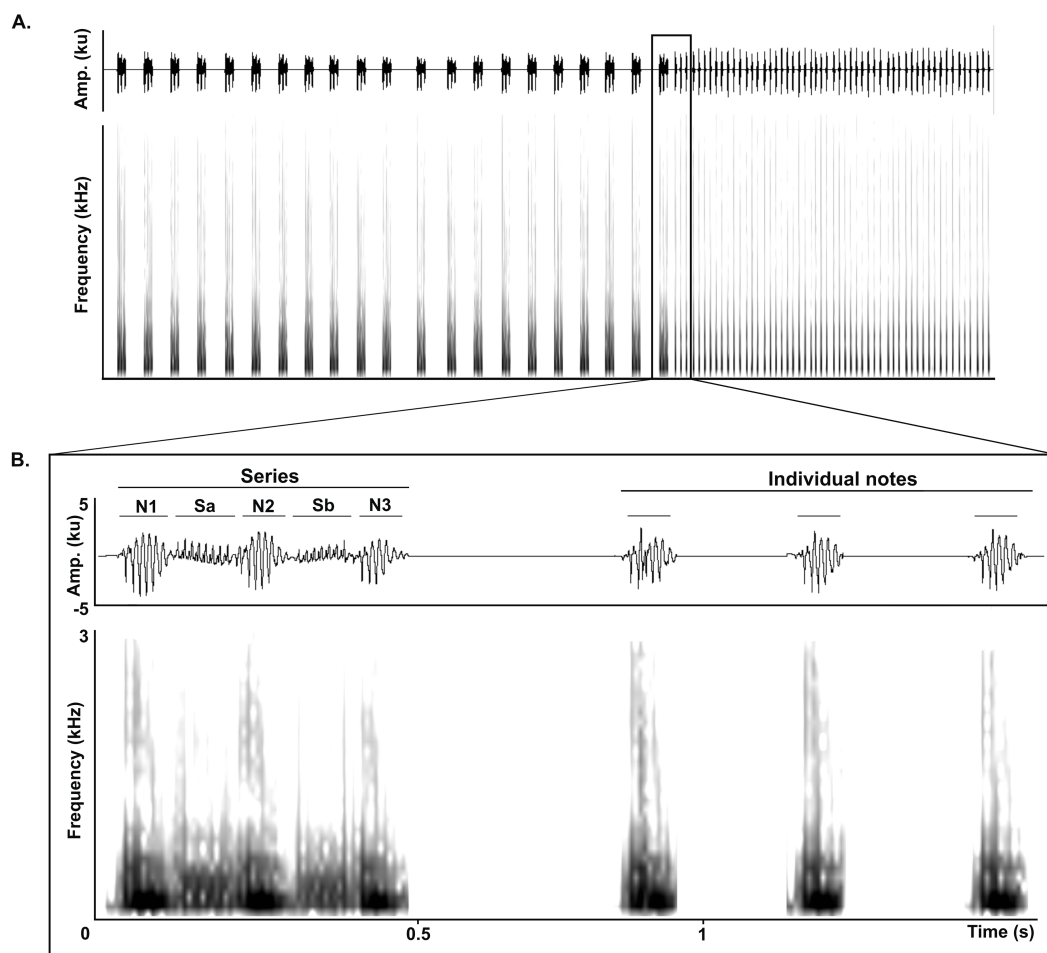 A.
Amp. (ku)
Frequency (kHz)
B.
Series
Individual notes
N1 Sa N2 Sb N3
5
Amp. (ku)
-5
3
Frequency (kHz)
0 0.5 1 Time (s)